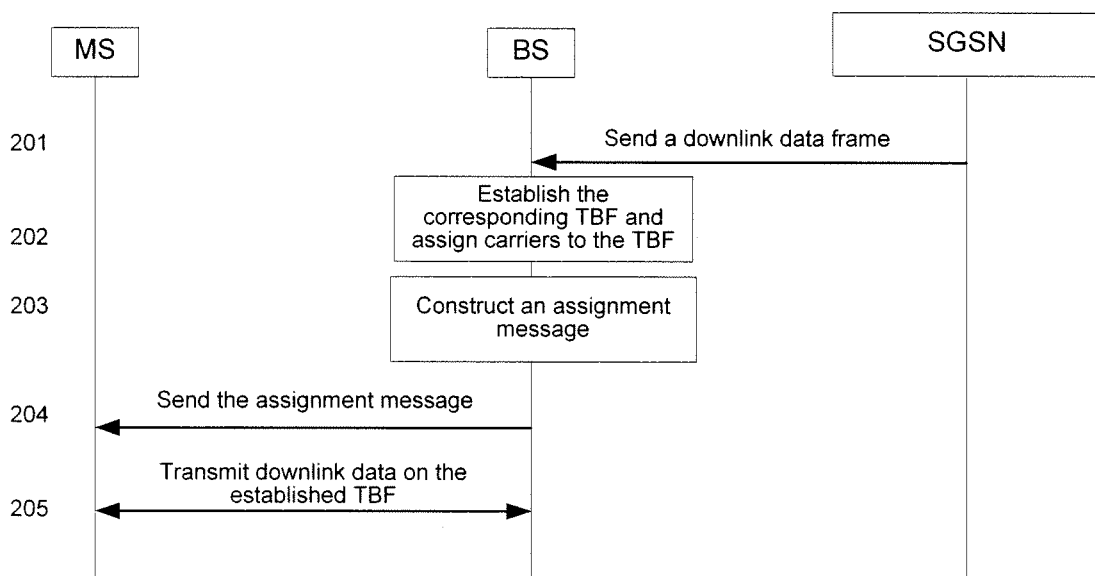 MS
BS
SGSN
201
Send a downlink data frame
Establish the
corresponding TBF and
202
assign carriers to the TBF
203
Construct an assignment
message
204
Send the assignment message
Transmit downlink data on the
established TBF
205